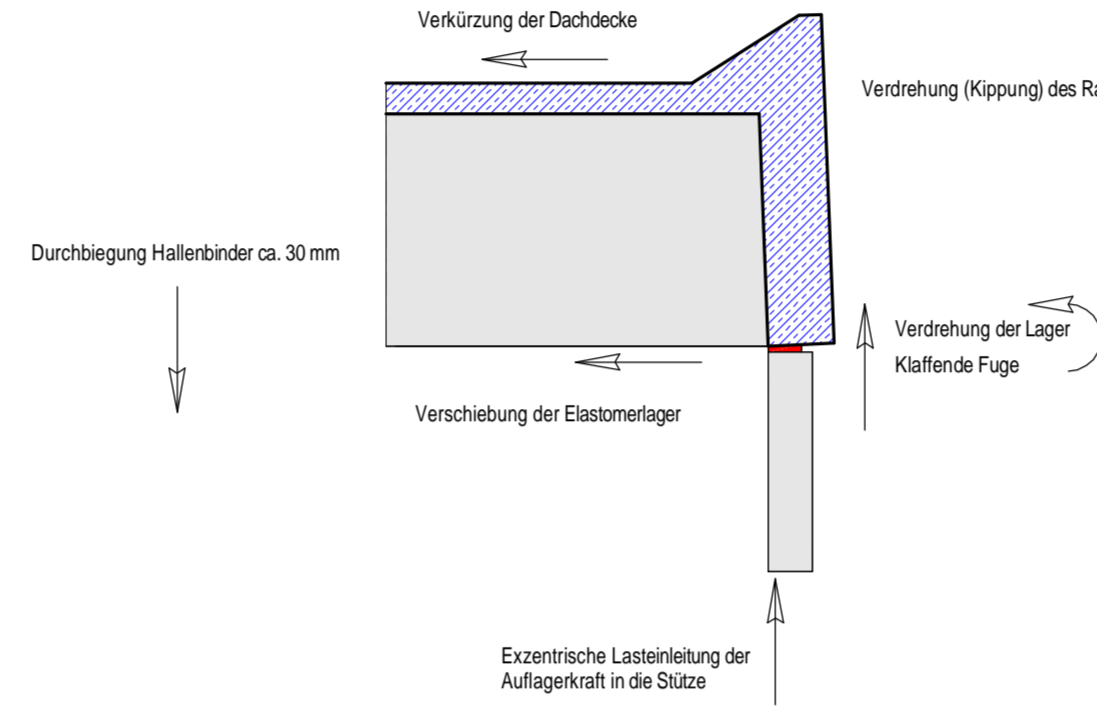 Verkürzung der Dachdecke
Verdrehung (Kippung) des
Durchbiegung Hallenbinder ca. 30 mm
Verdrehung der Lager
Klaffende Fuge
Verschiebung der Elastomerlager
Exzentrische Lasteinleitung der
Auflagerkraft in die Stütze